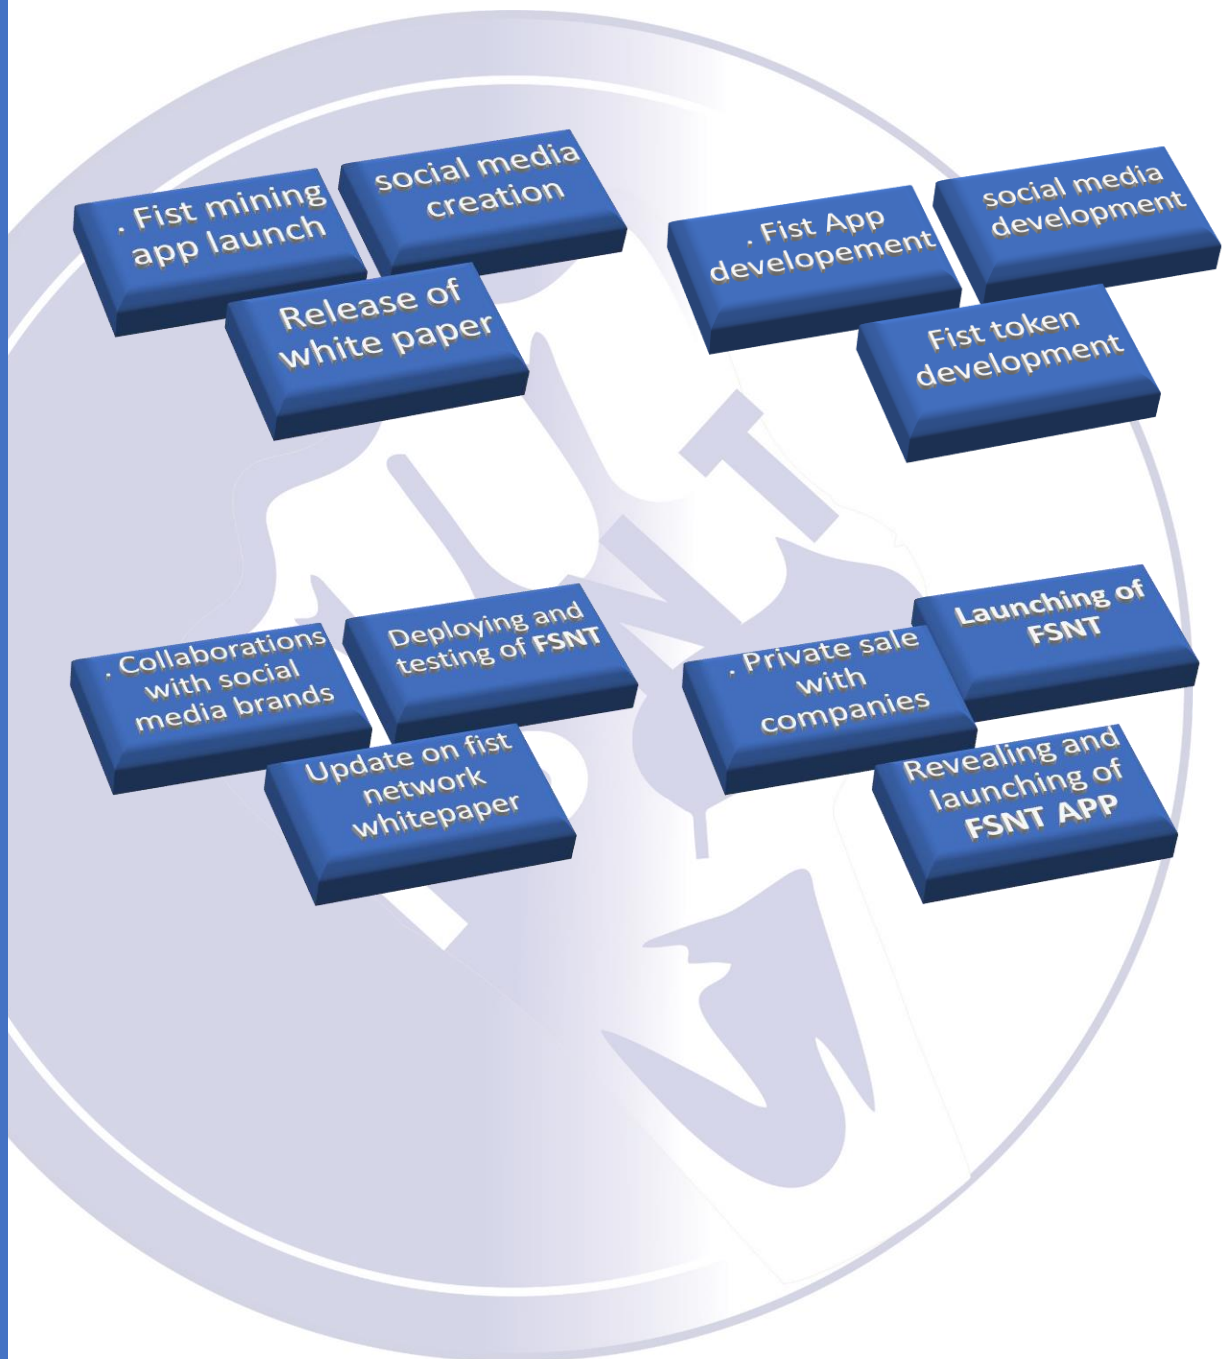 . Fist mining
app launch
social media
creation
Release of
white paper
. Fist App
developement
social media
development
Fist token
development
. Collaborations
with social
media brands
Deploying and
testing of FSNT
Update on fist
network
whitepaper
. Private sale
with
companies
Launching of
FSNT
Revealing and
launching of
FSNT APP